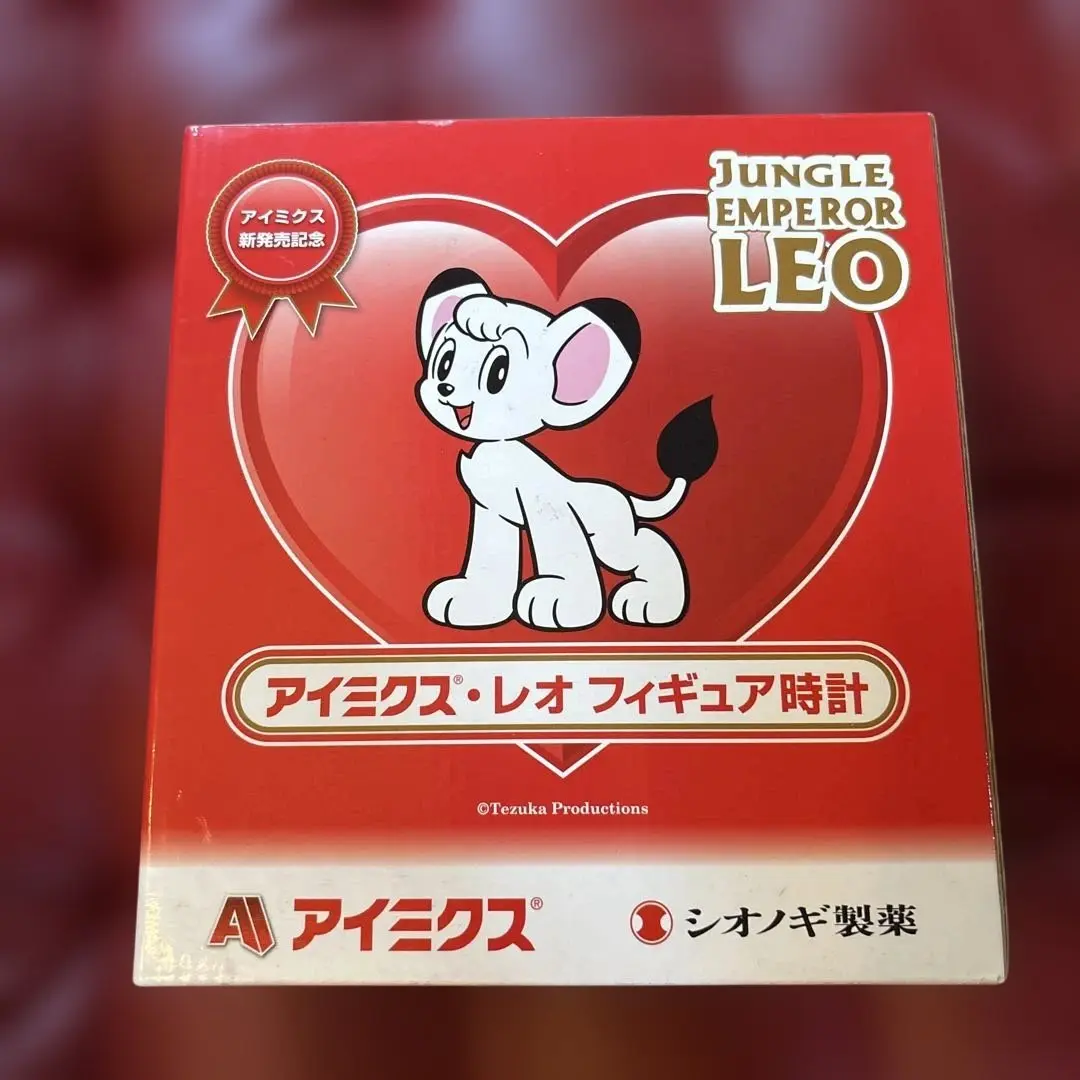 アイミクス
新発売記念
JUNGLE
EMPEROR
LEO
アイミクス®・レオ フィギュア時計
©Tezuka Productions
AI アイミクス®
シオノギ製薬